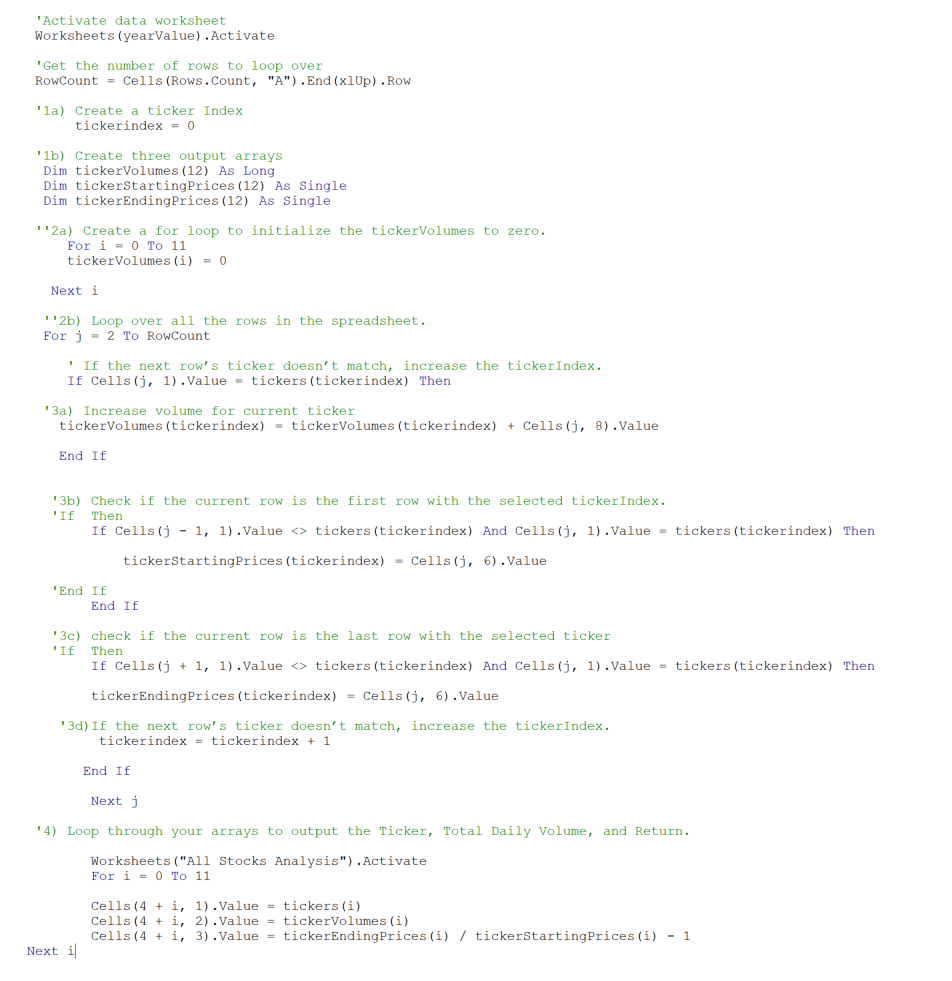 'Activate data worksheet
Worksheets(yearValue).Activate
'Get the number of rows to loop over
RowCount = Cells(Rows.Count, "A").End(xlUp).Row
'1a) Create a ticker Index
tickerindex = 0
'1b) Create three output arrays
Dim tickerVolumes(12) As Long
Dim tickerStartingPrices(12) As Single
Dim tickerEndingPrices(12) As Single
''2a) Create a for loop to initialize the tickerVolumes to zero.
For i = 0 To 11
tickerVolumes(i) = 0
Next i
''2b) Loop over all the rows in the spreadsheet.
For j = 2 To RowCount
' If the next row’s ticker doesn’t match, increase the tickerIndex.
If Cells(j, 1).Value = tickers(tickerindex) Then
'3a) Increase volume for current ticker
tickerVolumes(tickerindex) = tickerVolumes(tickerindex) + Cells(j, 8).Value
End If
'3b) Check if the current row is the first row with the selected tickerIndex.
'If  Then
If Cells(j - 1, 1).Value <> tickers(tickerindex) And Cells(j, 1).Value = tickers(tickerindex) Then
tickerStartingPrices(tickerindex) = Cells(j, 6).Value
'End If
End If
'3c) check if the current row is the last row with the selected ticker
'If  Then
If Cells(j + 1, 1).Value <> tickers(tickerindex) And Cells(j, 1).Value = tickers(tickerindex) Then
tickerEndingPrices(tickerindex) = Cells(j, 6).Value
'3d)If the next row’s ticker doesn’t match, increase the tickerIndex.
tickerindex = tickerindex + 1
End If
Next j
'4) Loop through your arrays to output the Ticker, Total Daily Volume, and Return.
Worksheets("All Stocks Analysis").Activate
For i = 0 To 11
Cells(4 + i, 1).Value = tickers(i)
Cells(4 + i, 2).Value = tickerVolumes(i)
Cells(4 + i, 3).Value = tickerEndingPrices(i) / tickerStartingPrices(i) - 1
Next i